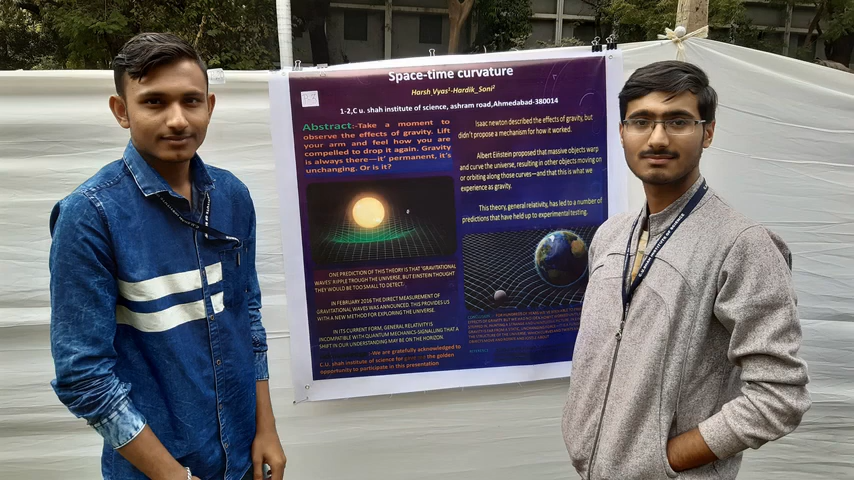 Space-time curvature
Harsh_Vyas¹-Hardik_Soni²
1-2,C u. shah institute of science, ashram road,Ahmedabad-380014
Abstract:-Take a moment to
observe the effects of gravity. Lift
your arm and feel how you are
compelled to drop it again. Gravity
is always there—it' permanent, it's
unchanging. Or is it?
ONE PREDICTION OF THIS THEORY IS THAT 'GRAVITATIONAL
WAVES' RIPPLE TROUGH THE UNIVERSE, BUT EINSTEIN THOUGHT
THEY WOULD BE TOO SMALL TO DETECT.
IN FEBRUARY 2016 THE DIRECT MEASUREMENT OF
GRAVITATIONAL WAVES WAS ANNOUNCED. THIS PROVIDES US
WITH A NEW METHOD FOR EXPLORING THE UNIVERSE.
IN ITS CURRENT FORM, GENERAL RELATIVITY IS
INCOMPATIBLE WITH QUANTUM MECHANICS-SIGNALLING THAT A
SHIFT IN OUR UNDERSTANDING MAY BE ON THE HORIZON.
:-We are gratefully acknowledged to
C.U. shah institute of science for the golden
opportunity to participate in this presentation
Isaac newton described the effects of gravity, but
didn't propose a mechanism for how it worked.
Albert Einstein proposed that massive objects warp
and curve the universe, resulting in other objects moving on
or orbiting along those curves—and that this is what we
experience as gravity.
This theory, general relativity, has led to a number of
predictions that have held up to experimental testing.